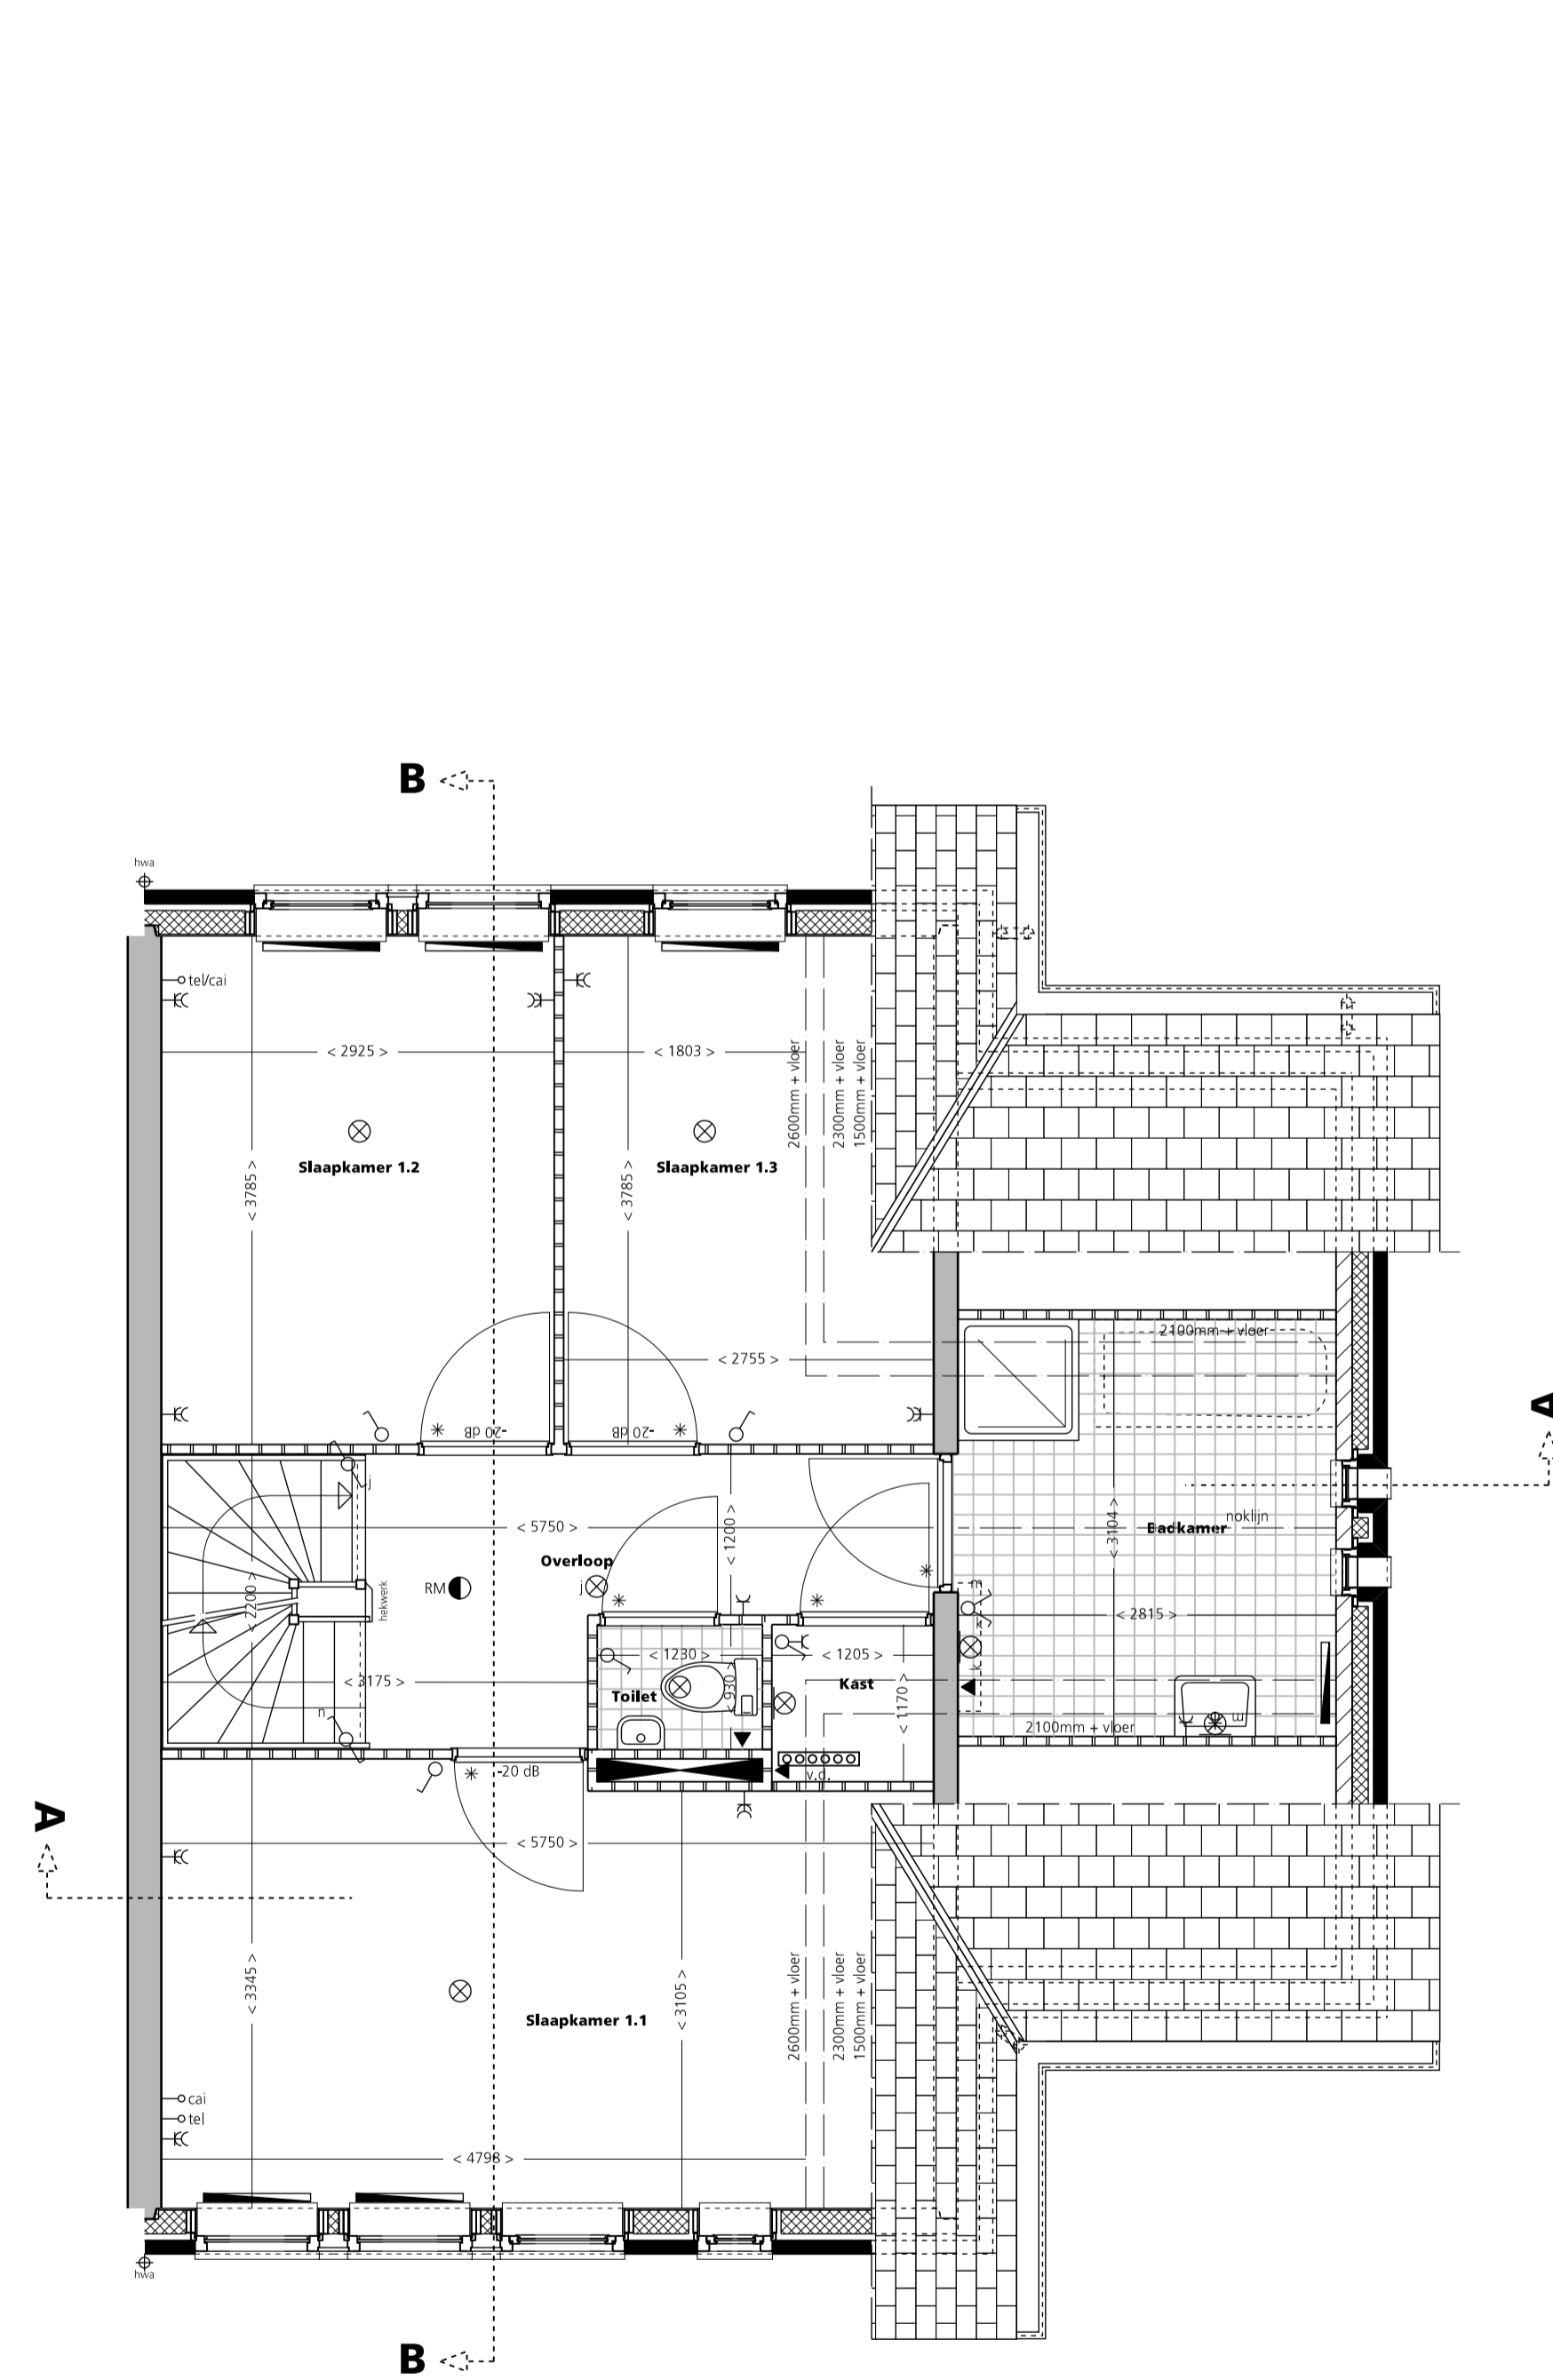 B
hwa
tel/cai
< 2925 >
< 1803 >
2600mm + vloer
2300mm + vloer
1500mm + vloer
Slaapkamer 1.2
Slaapkamer 1.3
< 3785 >
< 3785 >
2100mm + vloer
< 2755 >
-20 dB
-20 dB
A
j
noklijn
< 5750 >
< 1200 >
< 3104 >
Badkamer
Overloop
RM
j
hekwerk
< 2200 >
m
k
< 2815 >
< 1230 >
< 1205 >
k
< 3175 >
Toilet
< 930 >
Kast
< 1170 >
n
m
2100mm + vloer
-20 dB
v.d.
A
< 5750 >
< 3345 >
< 3105 >
2600mm + vloer
2300mm + vloer
1500mm + vloer
Slaapkamer 1.1
cai
tel
< 4798 >
hwa
B